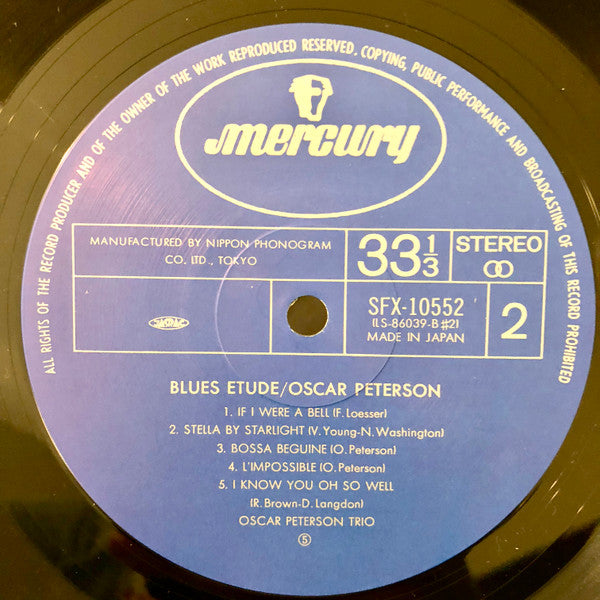 ALL RIGHTS OF THE RECORD PRODUCER AND OF THE OWNER OF THE WORK REPRODUCED RESERVED. COPYING, PUBLIC PERFORMANCE AND BROADCASTING OF THIS RECORD PROHIBITED
mercury
MANUFACTURED BY NIPPON PHONOGRAM
CO. LTD., TOKYO
33 1/3
STEREO
SFX-10552
(LS-86039-B #2)
MADE IN JAPAN
2
BLUES ETUDE/OSCAR PETERSON
1. IF I WERE A BELL (F. Loesser)
2. STELLA BY STARLIGHT (V. Young-N. Washington)
3. BOSSA BEGUINE (O. Peterson)
4. L'IMPOSSIBLE (O. Peterson)
5. I KNOW YOU OH SO WELL
(R. Brown-D. Langdon)
OSCAR PETERSON TRIO
⑤